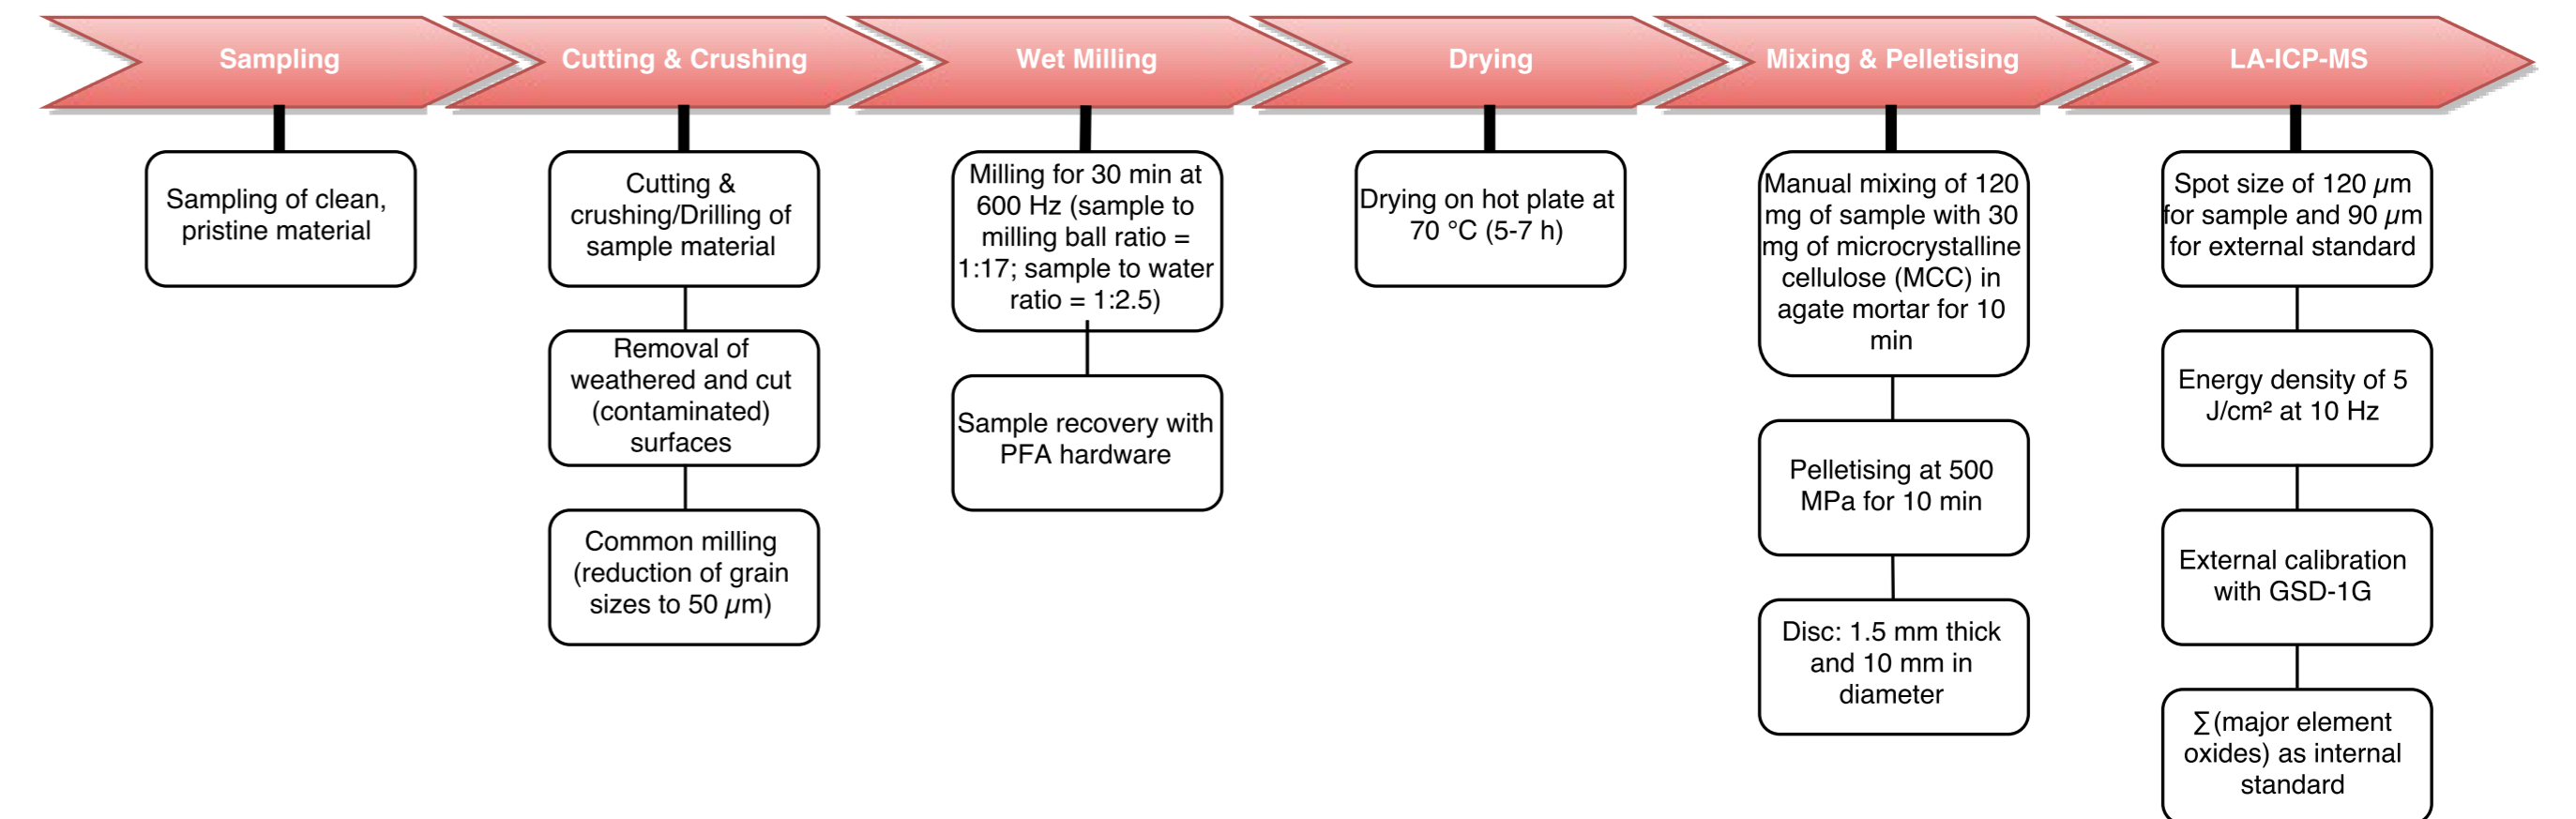 Sampling
Cutting & Crushing
Wet Milling
Drying
Mixing & Pelletising
LA-ICP-MS
Sampling of clean,
pristine material
Cutting &
crushing/Drilling of
sample material
Removal of
weathered and cut
(contaminated)
surfaces
Common milling
(reduction of grain
sizes to 50 µm)
Milling for 30 min at
600 Hz (sample to
milling ball ratio =
1:17; sample to water
ratio = 1:2.5)
Sample recovery with
PFA hardware
Drying on hot plate at
70 °C (5-7 h)
Manual mixing of 120
mg of sample with 30
mg of microcrystalline
cellulose (MCC) in
agate mortar for 10
min
Pelletising at 500
MPa for 10 min
Disc: 1.5 mm thick
and 10 mm in
diameter
Spot size of 120 µm
for sample and 90 µm
for external standard
Energy density of 5
J/cm² at 10 Hz
External calibration
with GSD-1G
∑(major element
oxides) as internal
standard